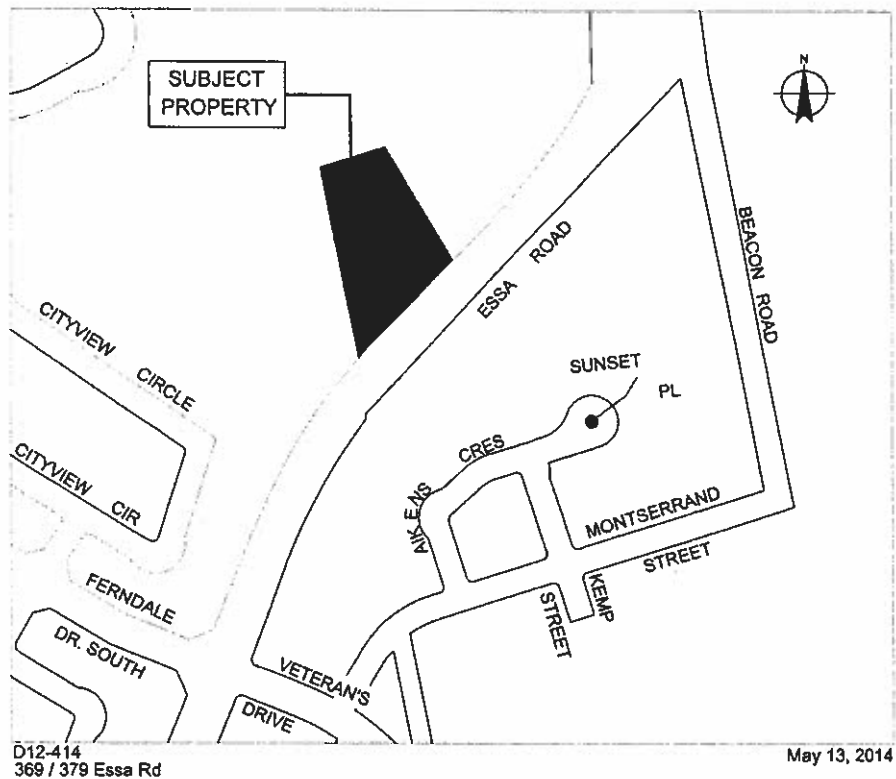 SUBJECT
PROPERTY
N
ESSA ROAD
BEACON ROAD
CITYVIEW CIRCLE
SUNSET
PL
CITYVIEW CIR
AIKENS CRES
MONTSERRAND
STREET
KEMP
STREET
FERNDALE
DR. SOUTH
VETERAN'S
DRIVE
D12-414
369 / 379 Essa Rd
May 13, 2014